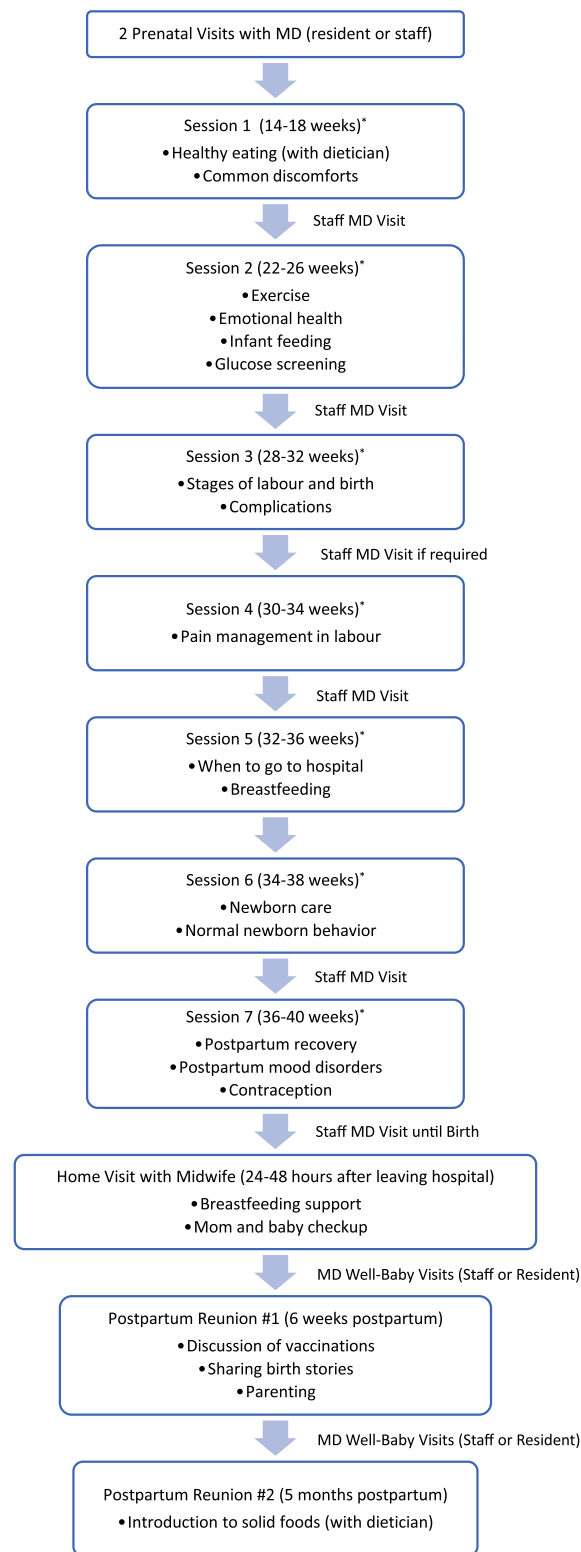 2 Prenatal Visits with MD (resident or staff)
Session 1 (14-18 weeks)*
•Healthy eating (with dietician)
•Common discomforts
Staff MD Visit
Session 2 (22-26 weeks)*
•Exercise
•Emotional health
•Infant feeding
•Glucose screening
Staff MD Visit
Session 3 (28-32 weeks)*
•Stages of labour and birth
•Complications
Staff MD Visit if required
Session 4 (30-34 weeks)*
•Pain management in labour
Staff MD Visit
Session 5 (32-36 weeks)*
•When to go to hospital
•Breastfeeding
Session 6 (34-38 weeks)*
•Newborn care
•Normal newborn behavior
Staff MD Visit
Session 7 (36-40 weeks)*
•Postpartum recovery
•Postpartum mood disorders
•Contraception
Staff MD Visit until Birth
Home Visit with Midwife (24-48 hours after leaving hospital)
•Breastfeeding support
•Mom and baby checkup
MD Well-Baby Visits (Staff or Resident)
Postpartum Reunion #1 (6 weeks postpartum)
•Discussion of vaccinations
•Sharing birth stories
•Parenting
MD Well-Baby Visits (Staff or Resident)
Postpartum Reunion #2 (5 months postpartum)
•Introduction to solid foods (with dietician)